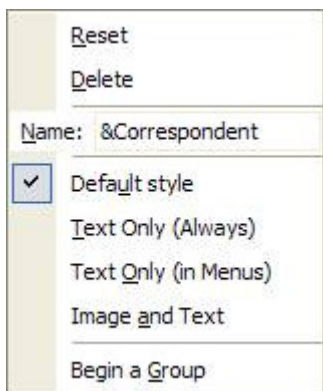 Reset
Delete
Name: &Correspondent
Default style
Text Only (Always)
Text Only (in Menus)
Image and Text
Begin a Group